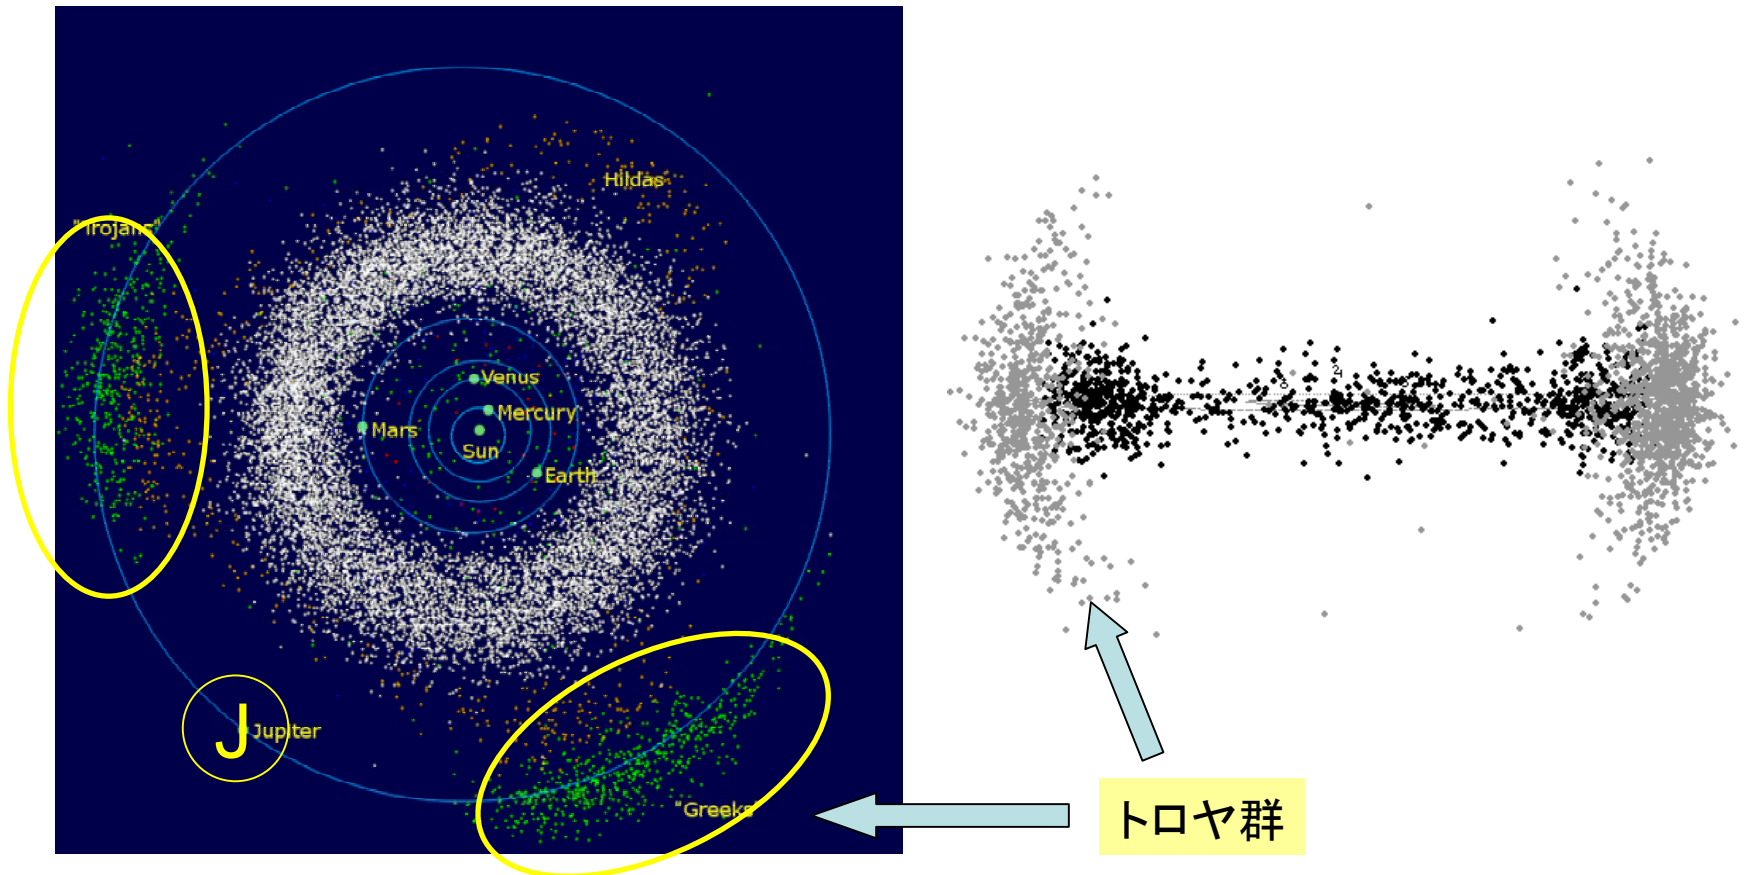 Hildas
"Trojans"
Venus
Mercury
Mars
Sun
Earth
J
Jupiter
"Greeks"
トロヤ群